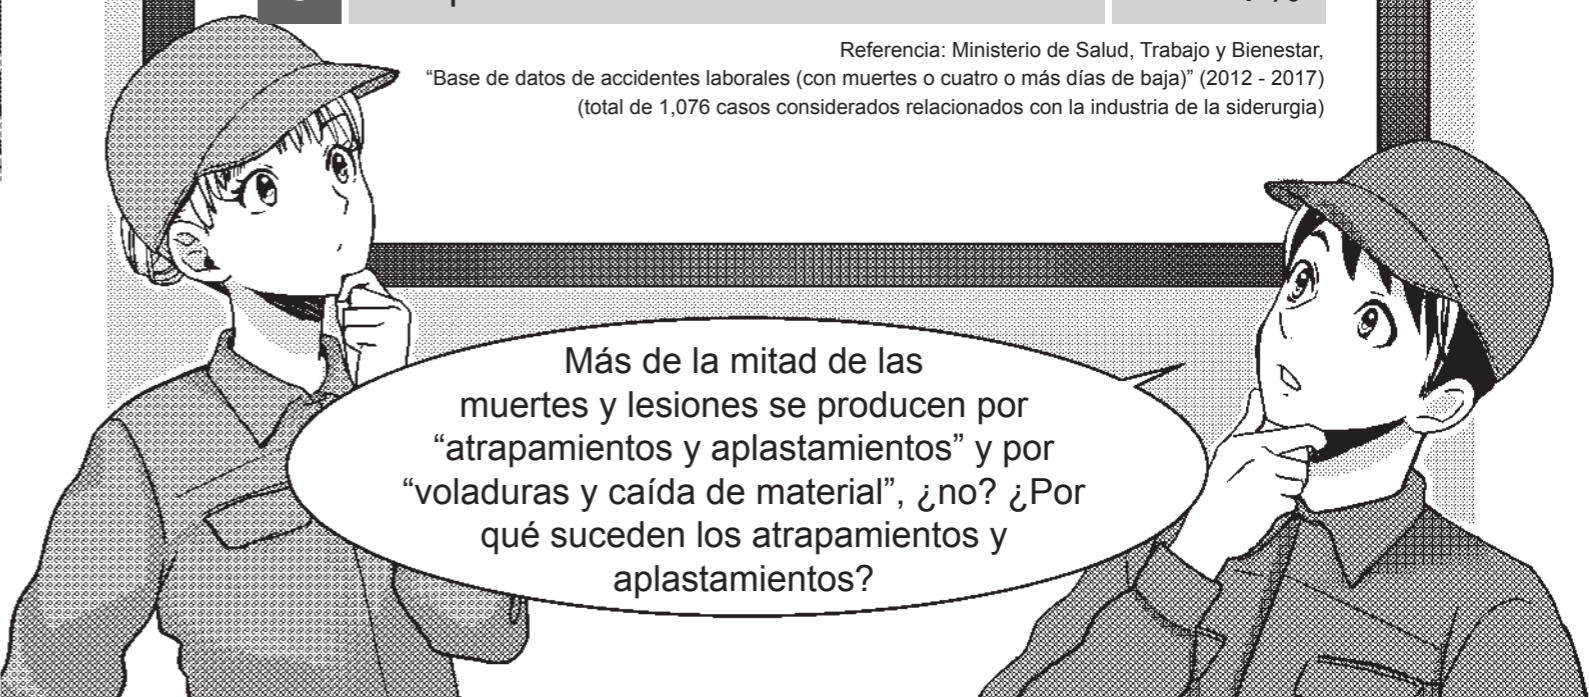 Referencia: Ministerio de Salud, Trabajo y Bienestar,
“Base de datos de accidentes laborales (con muertes o cuatro o más días de baja)” (2012 - 2017)
(total de 1,076 casos considerados relacionados con la industria de la siderurgia)
Más de la mitad de las
muertes y lesiones se producen por
“atrapamientos y aplastamientos” y por
“voladuras y caída de material”, ¿no? ¿Por
qué suceden los atrapamientos y
aplastamientos?